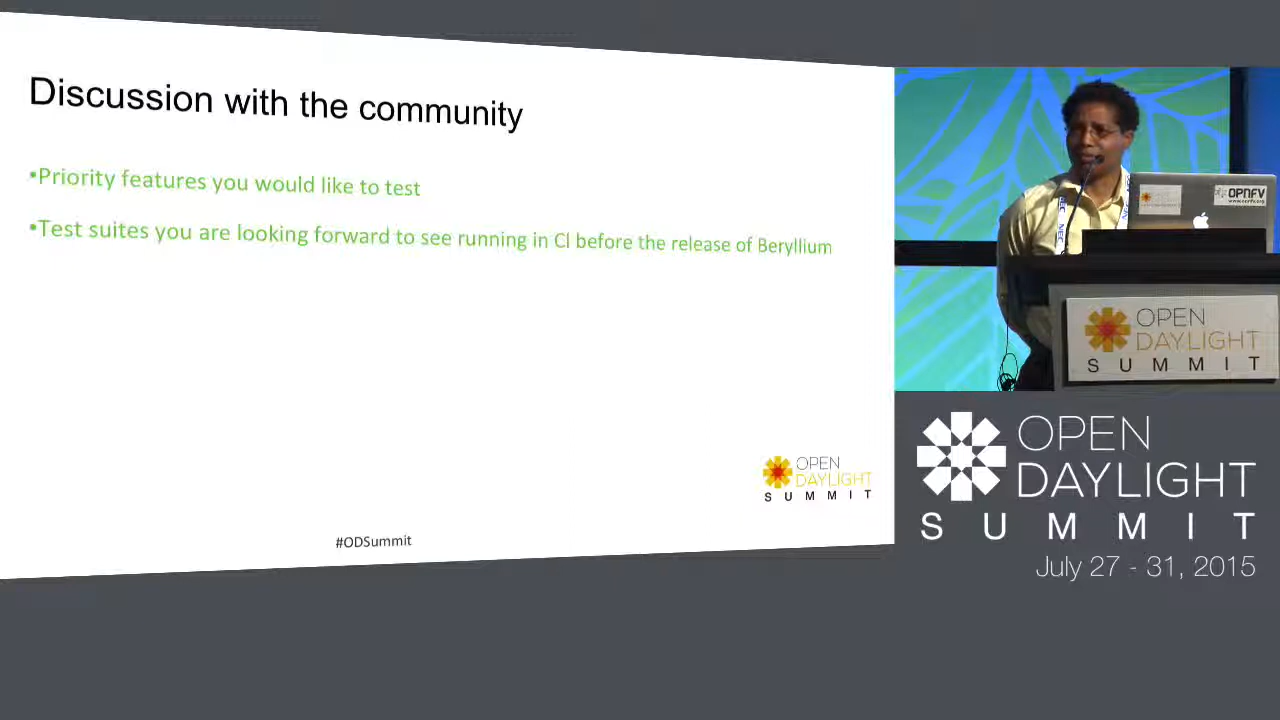 Discussion with the community
•Priority features you would like to test
•Test suites you are looking forward to see running in CI before the release of Beryllium
OPEN
DAYLIGHT
SUMMIT
#ODSummit
NEC
NEC
OPNFV
OPEN
DAYLIGHT
SUMMIT
OPEN
DAYLIGHT
SUMMIT
July 27 - 31, 2015